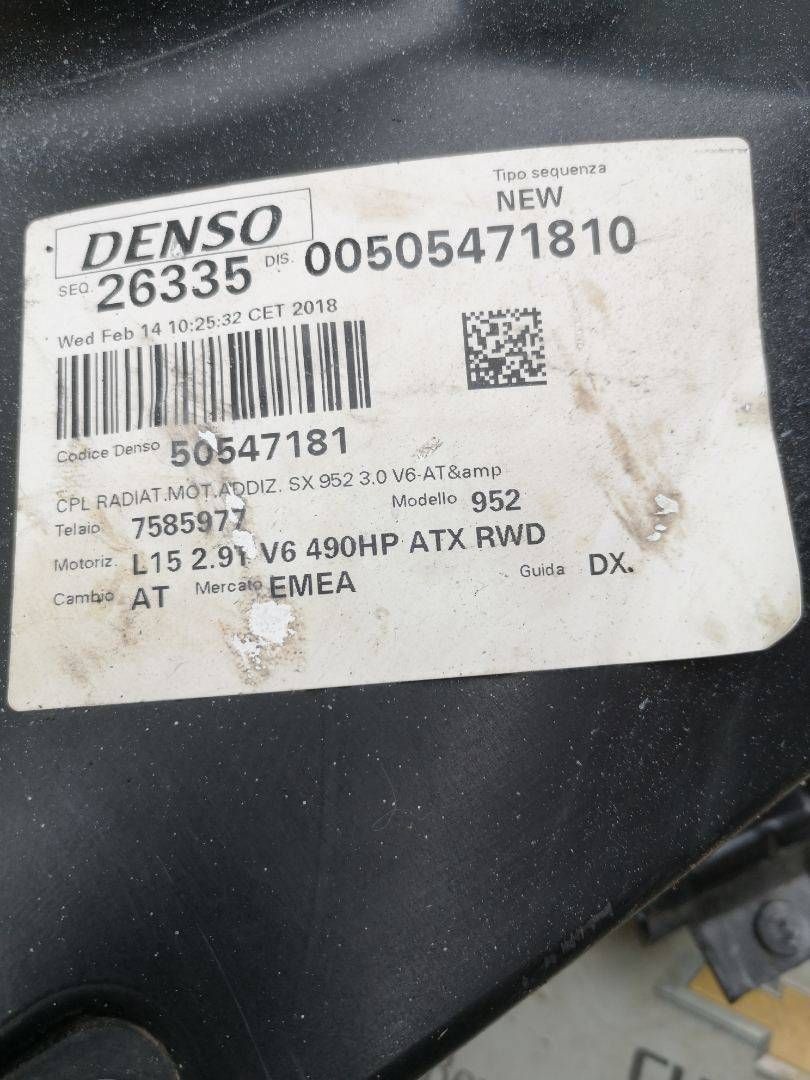 Tipo sequenza
NEW
DENSO
SEQ. 26335 DIS. 00505471810
Wed Feb 14 10:25:32 CET 2018
Codice Denso 50547181
CPL RADIAT.MOT.ADDIZ. SX 952 3.0 V6-AT&amp
Telaio 7585977 Modello 952
Motoriz. L15 2.9T V6 490HP ATX RWD
Cambio AT Mercato EMEA Guida DX.